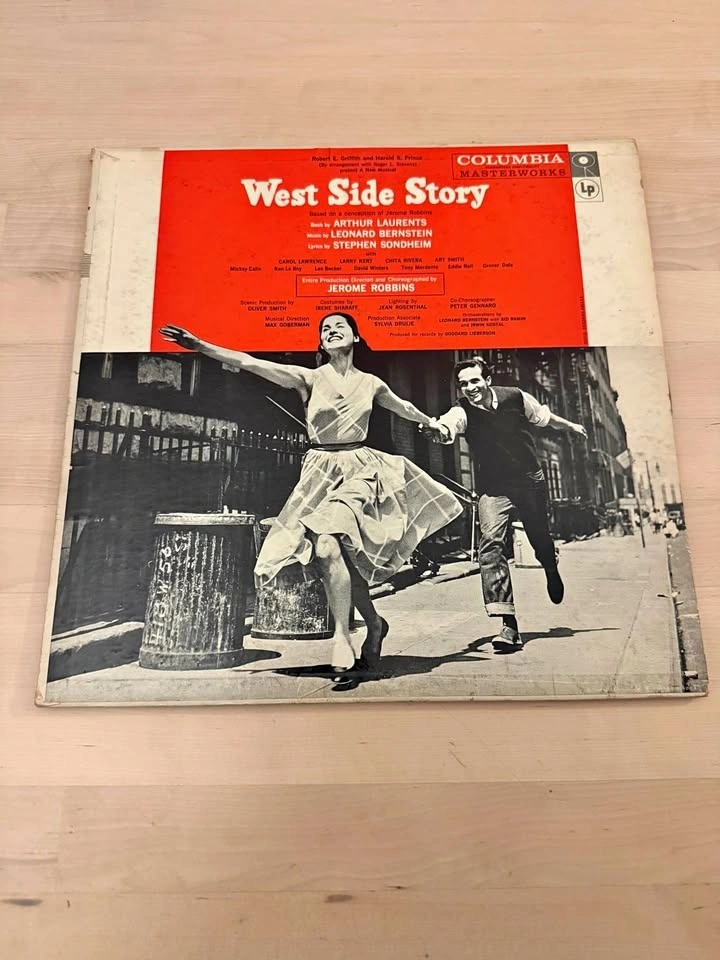 Robert E. Griffith and Harold S. Prince
(By arrangement with Roger L. Stevens)
present A New Musical
COLUMBIA
MASTERWORKS
Lp
West Side Story
Based on a conception of Jerome Robbins
Book by ARTHUR LAURENTS
Music by LEONARD BERNSTEIN
Lyrics by STEPHEN SONDHEIM
with
CAROL LAWRENCE LARRY KERT CHITA RIVERA ART SMITH
Mickey Calin Ken Le Roy Lee Becker David Winters Tony Mordente Eddie Roll Grover Dale
Entire Production Directed and Choreographed by
JEROME ROBBINS
Scenic Production by Costumes by Lighting by Co-Choreographer
OLIVER SMITH IRENE SHARAFF JEAN ROSENTHAL PETER GENNARO
Musical Direction Production Associate Orchestrations by
MAX GOBERMAN SYLVIA DRULIE LEONARD BERNSTEIN with SID RAMIN
and IRWIN KOSTAL
Produced for records by GODDARD LIEBERSON